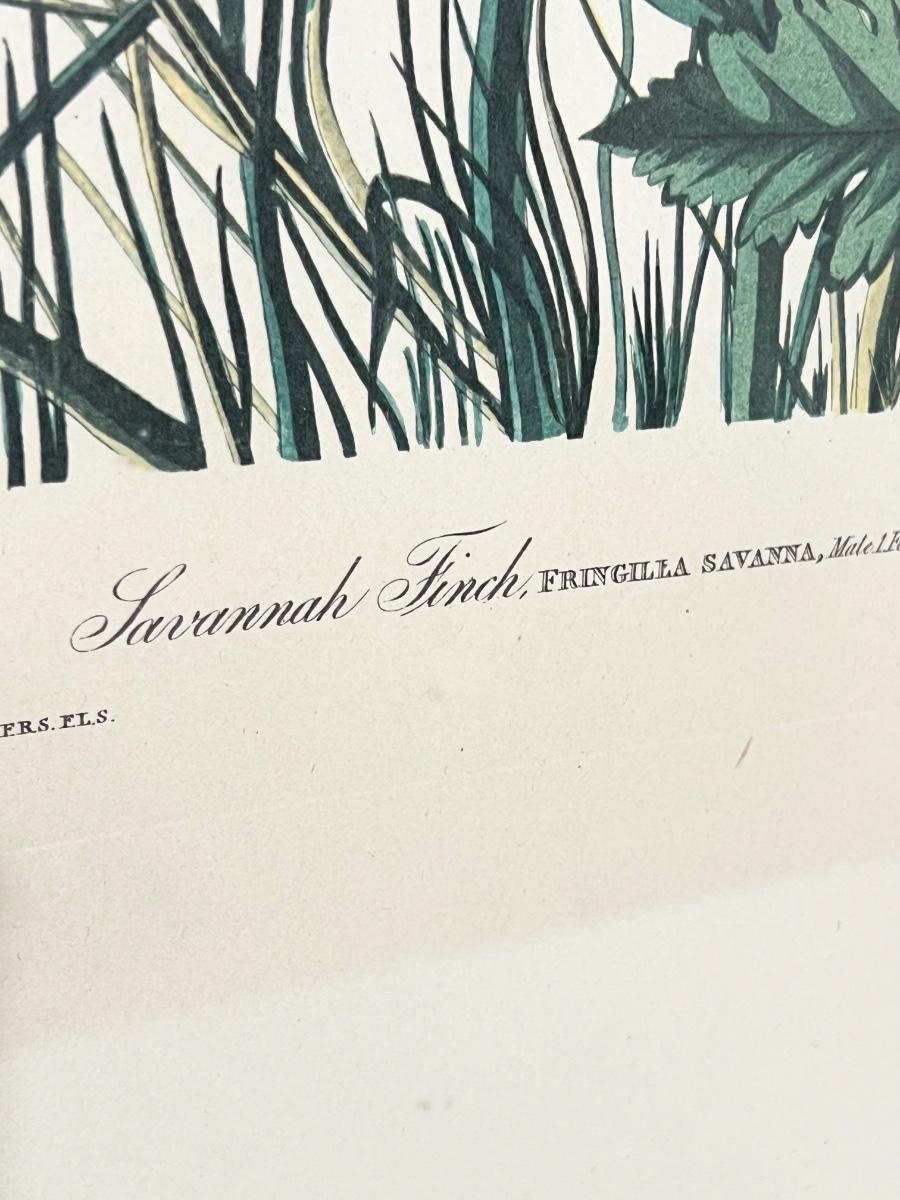 Savannah Finch, FRINGILLA SAVANNA, Male 1. F
F.R.S. F.L.S.